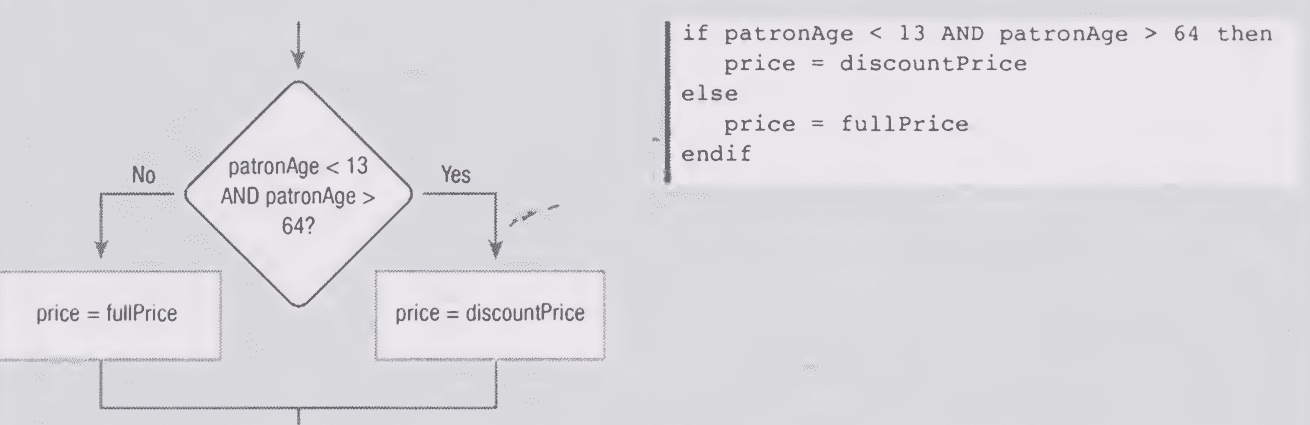 No
patronAge < 13
AND patronAge >
64?
Yes
price = fullPrice
price = discountPrice
if patronAge < 13 AND patronAge > 64 then
   price = discountPrice
else
   price = fullPrice
endif